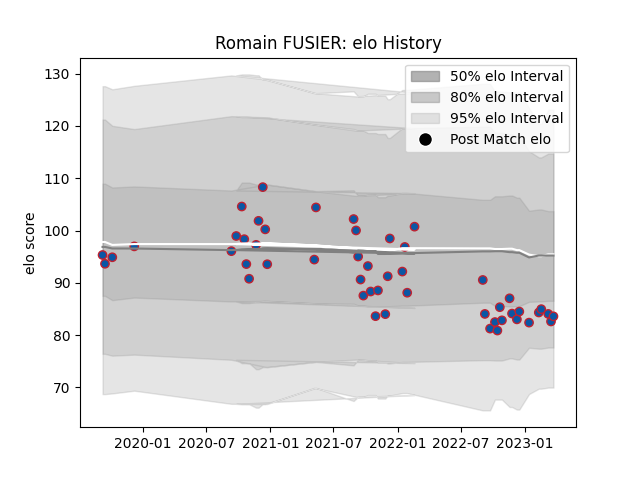 Romain FUSIER: elo History
130
120
110
100
90
80
70
elo score
50% elo Interval
80% elo Interval
95% elo Interval
Post Match elo
2020-01
2020-07
2021-01
2021-07
2022-01
2022-07
2023-01